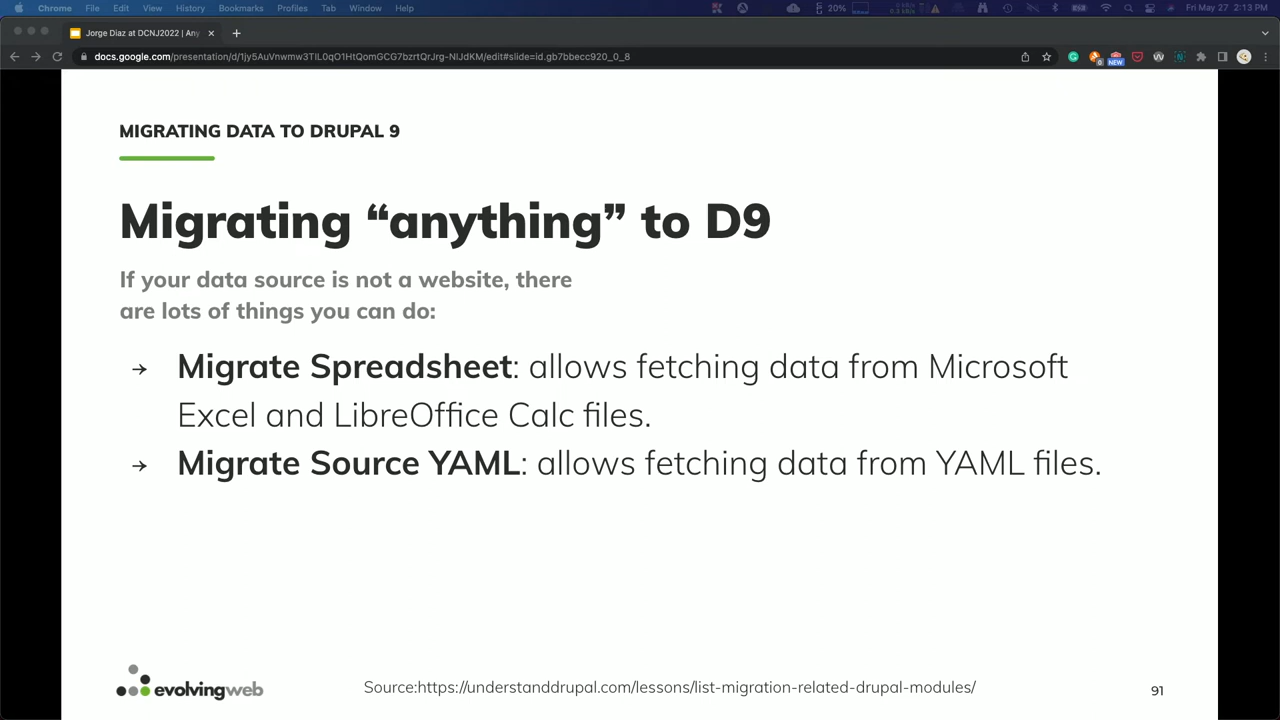 Chrome File Edit View History Bookmarks Profiles Tab Window Help 20% Fri May 27 2:13 PM
Jorge Diaz at DCNJ2022 | Any
docs.google.com/presentation/d/1jy5AuVnwmw3TIL0qO1HtQomGCG7bzrtQrJrg-NlJdKM/edit#slide=id.gb7bbecc920_0_8
NEW
MIGRATING DATA TO DRUPAL 9
Migrating “anything” to D9
If your data source is not a website, there
are lots of things you can do:
→ Migrate Spreadsheet: allows fetching data from Microsoft
Excel and LibreOffice Calc files.
→ Migrate Source YAML: allows fetching data from YAML files.
evolvingweb
Source:https://understanddrupal.com/lessons/list-migration-related-drupal-modules/
91